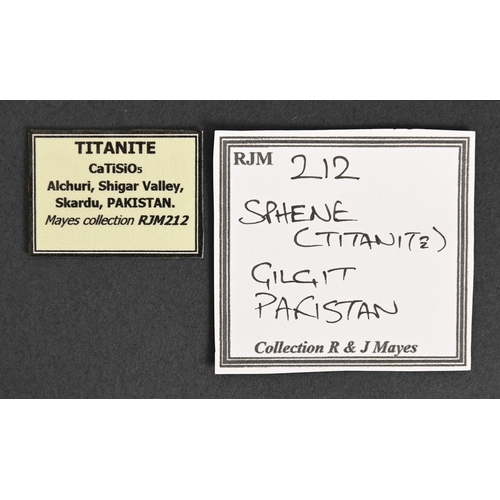 TITANITE
CaTiSiO₅
Alchuri, Shigar Valley,
Skardu, PAKISTAN.
Mayes collection RJM212
RJM 212
SPHENE
(TITANITE)
GILGIT
PAKISTAN
Collection R & J Mayes